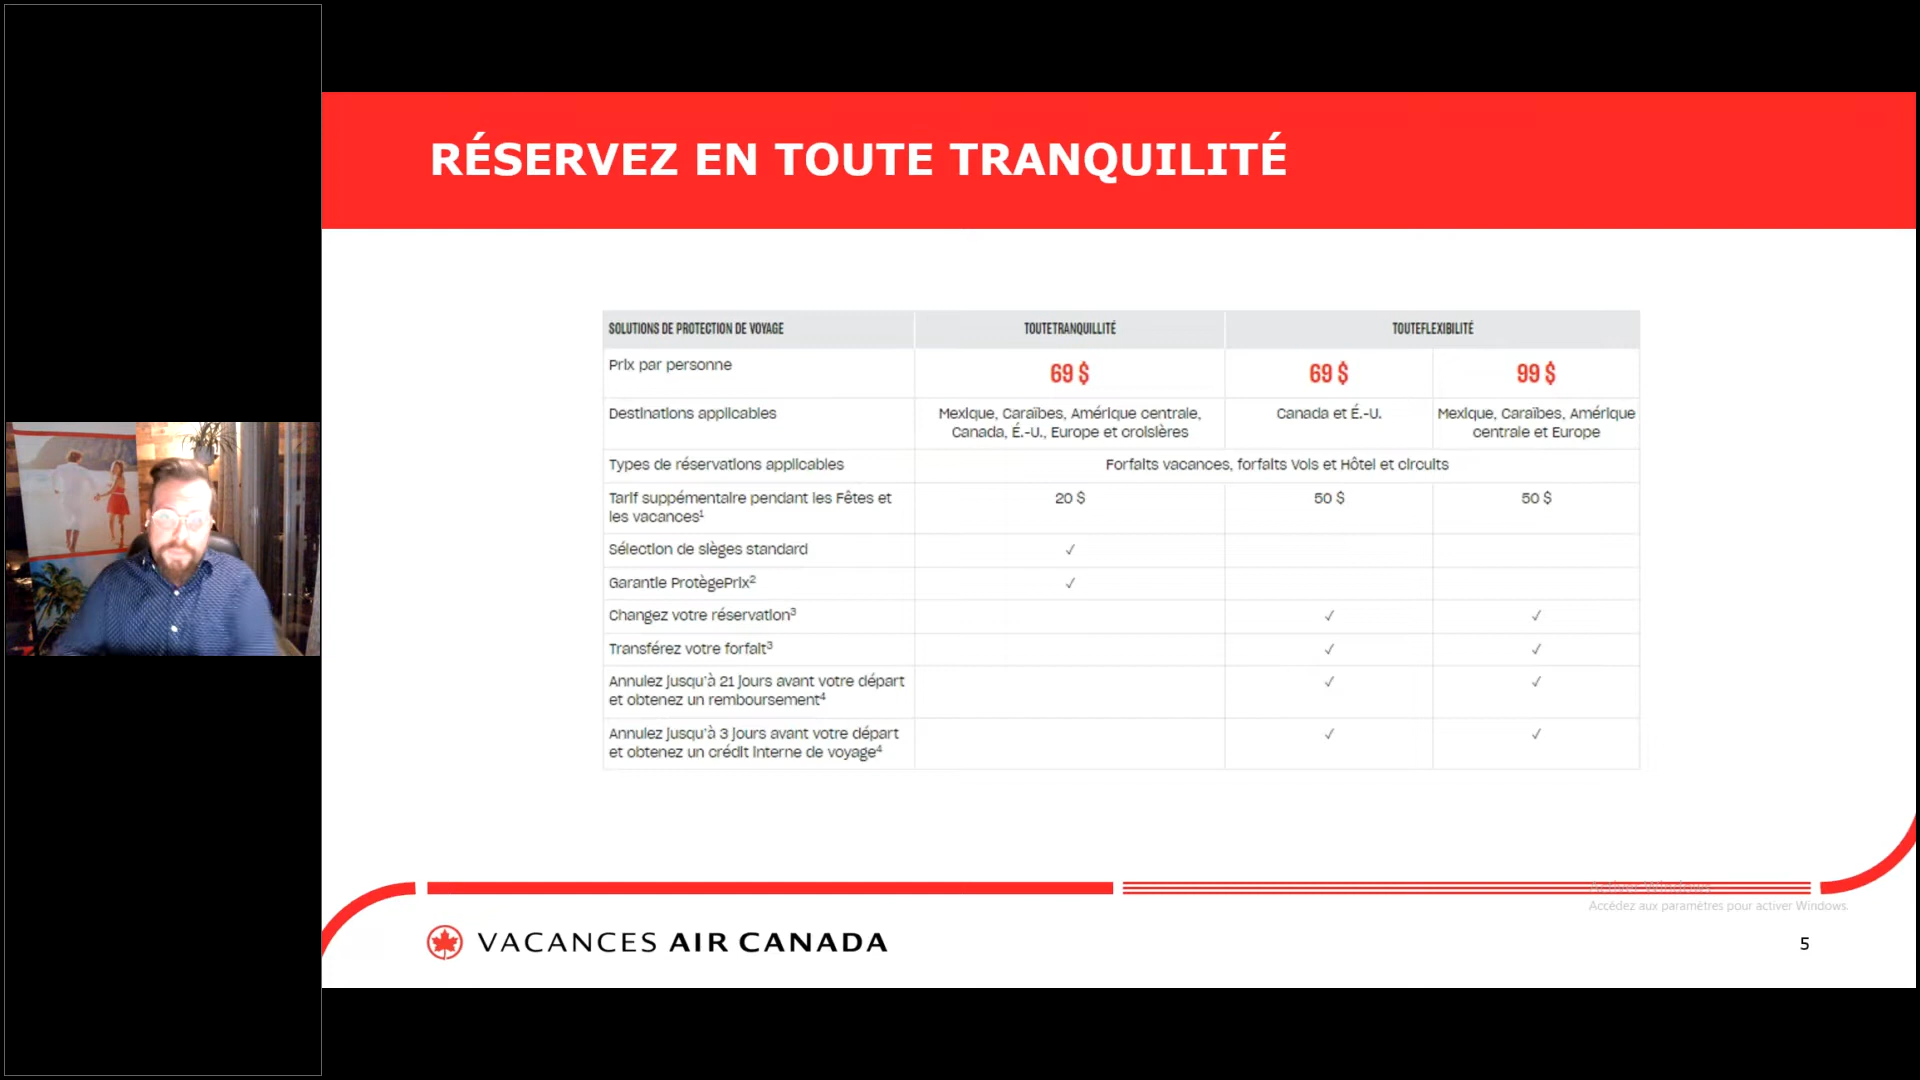 RÉSERVEZ EN TOUTE TRANQUILITÉ
SOLUTIONS DE PROTECTION DE VOYAGE TOUTETRANQUILLITÉ TOUTEFLEXIBILITÉ
Prix par personne 69 $ 69 $ 99 $
Destinations applicables Mexique, Caraïbes, Amérique centrale, Canada et É.-U. Mexique, Caraïbes, Amérique
Canada, É.-U., Europe et croisières centrale et Europe
Types de réservations applicables Forfaits vacances, forfaits Vols et Hôtel et circuits
Tarif suppémentaire pendant les Fêtes et 20 $ 50 $ 50 $
les vacances¹
Sélection de sièges standard ✓
Garantie ProtègePrix² ✓
Changez votre réservation³ ✓ ✓
Transférez votre forfait³ ✓ ✓
Annulez jusqu'à 21 jours avant votre départ ✓ ✓
et obtenez un remboursement⁴
Annulez jusqu'à 3 jours avant votre départ ✓ ✓
et obtenez un crédit interne de voyage⁴
Activer Windows
Accédez aux paramètres pour activer Windows.
VACANCES AIR CANADA
5